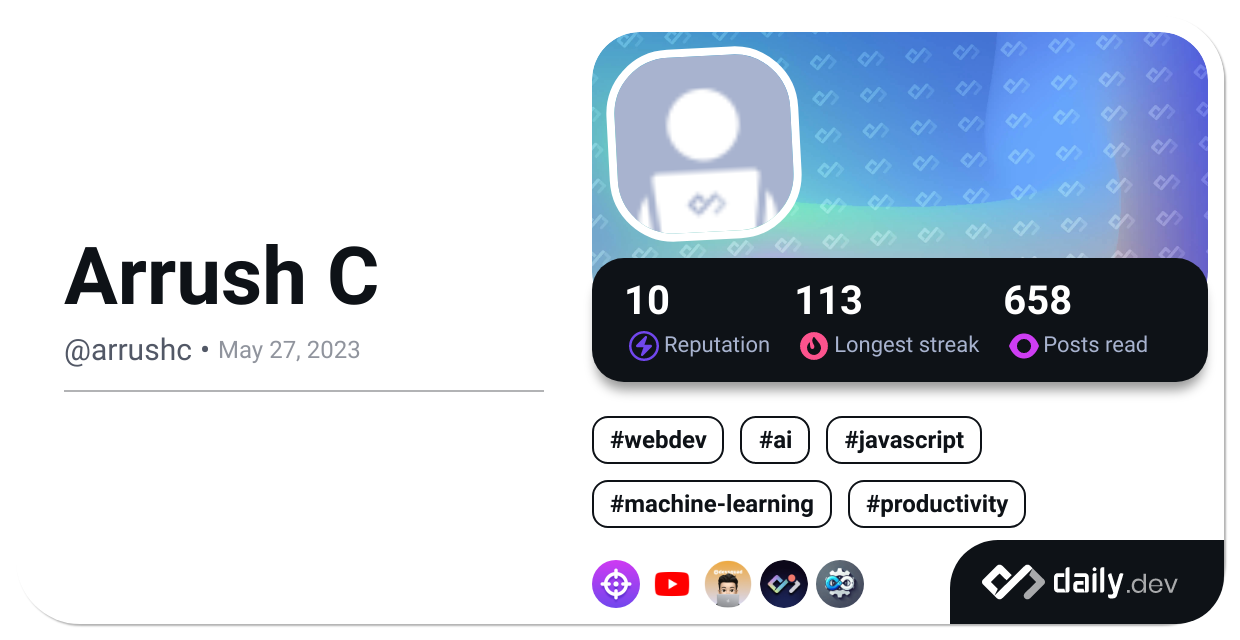 Arrush C
@arrushc • May 27, 2023
10 113 658
Reputation Longest streak Posts read
#webdev #ai #javascript
#machine-learning #productivity
daily.dev